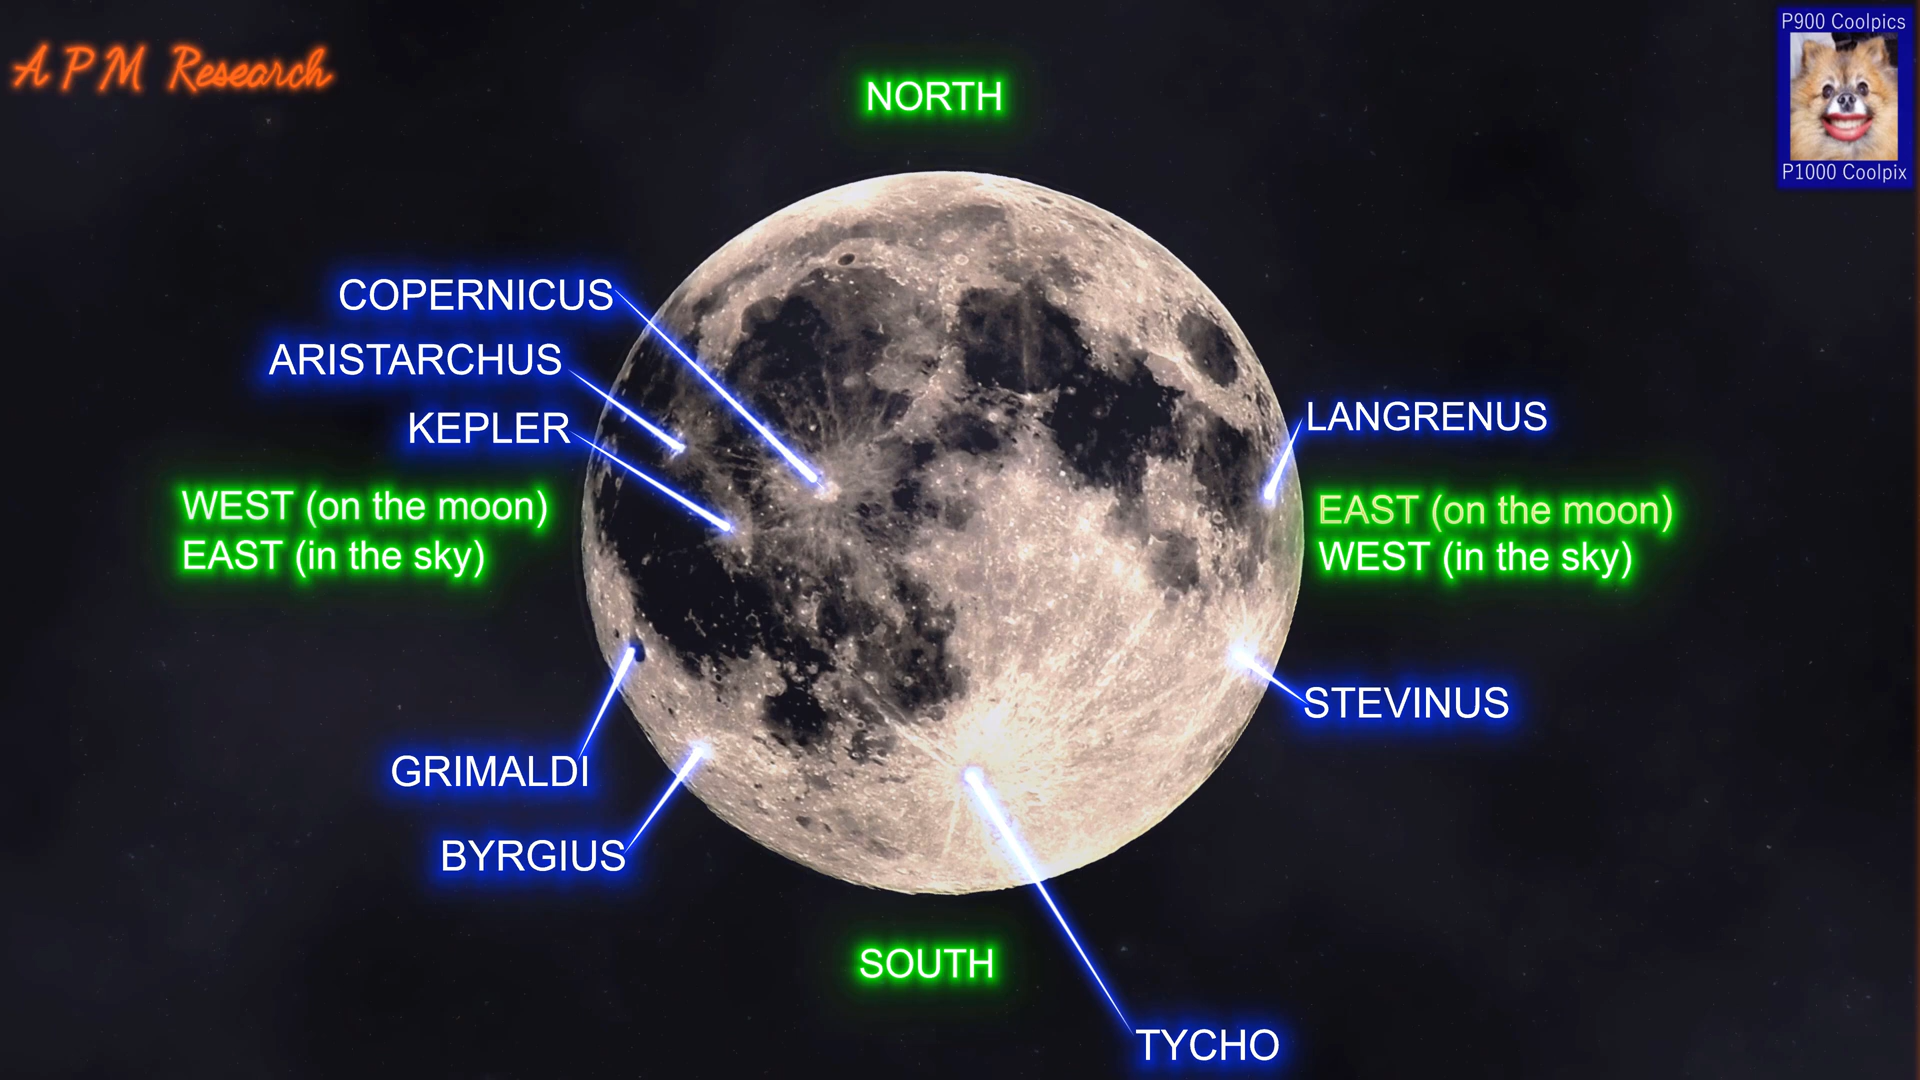 A P M Research
P900 Coolpics
P1000 Coolpix
NORTH
COPERNICUS
ARISTARCHUS
KEPLER
LANGRENUS
WEST (on the moon)
EAST (in the sky)
EAST (on the moon)
WEST (in the sky)
STEVINUS
GRIMALDI
BYRGIUS
SOUTH
TYCHO